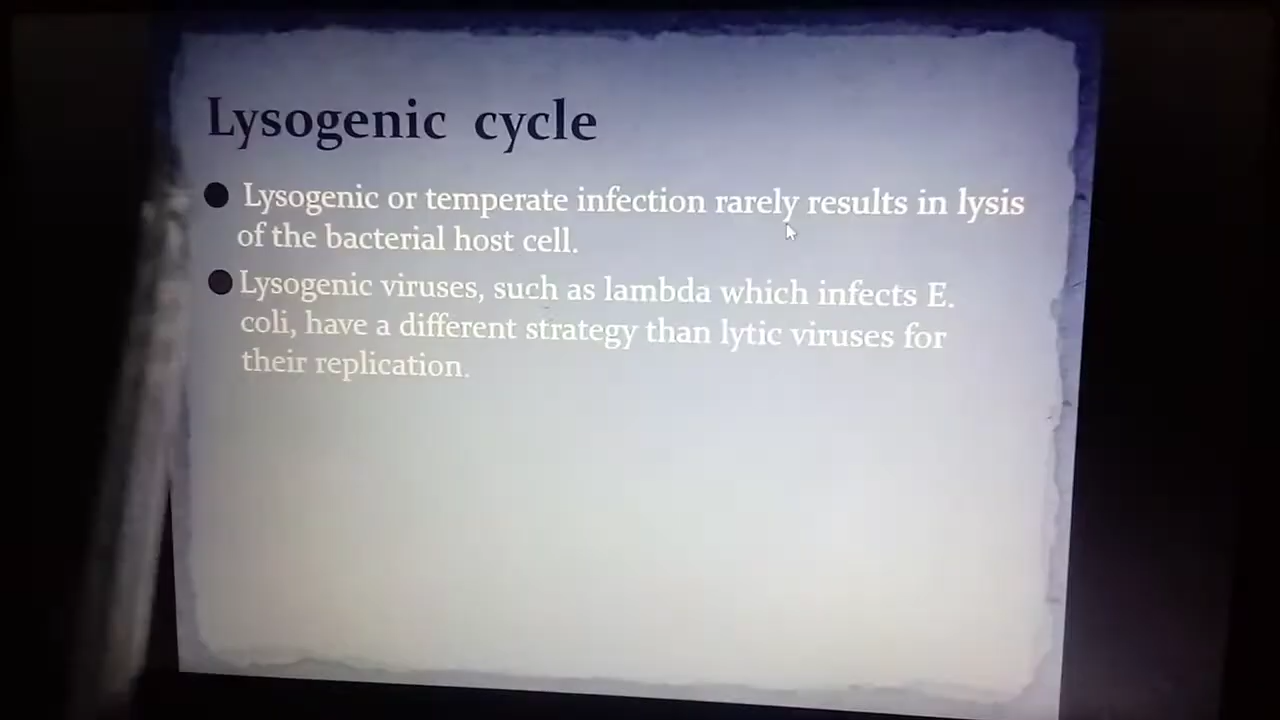 Lysogenic cycle
Lysogenic or temperate infection rarely results in lysis
of the bacterial host cell.
Lysogenic viruses, such as lambda which infects E.
coli, have a different strategy than lytic viruses for
their replication.